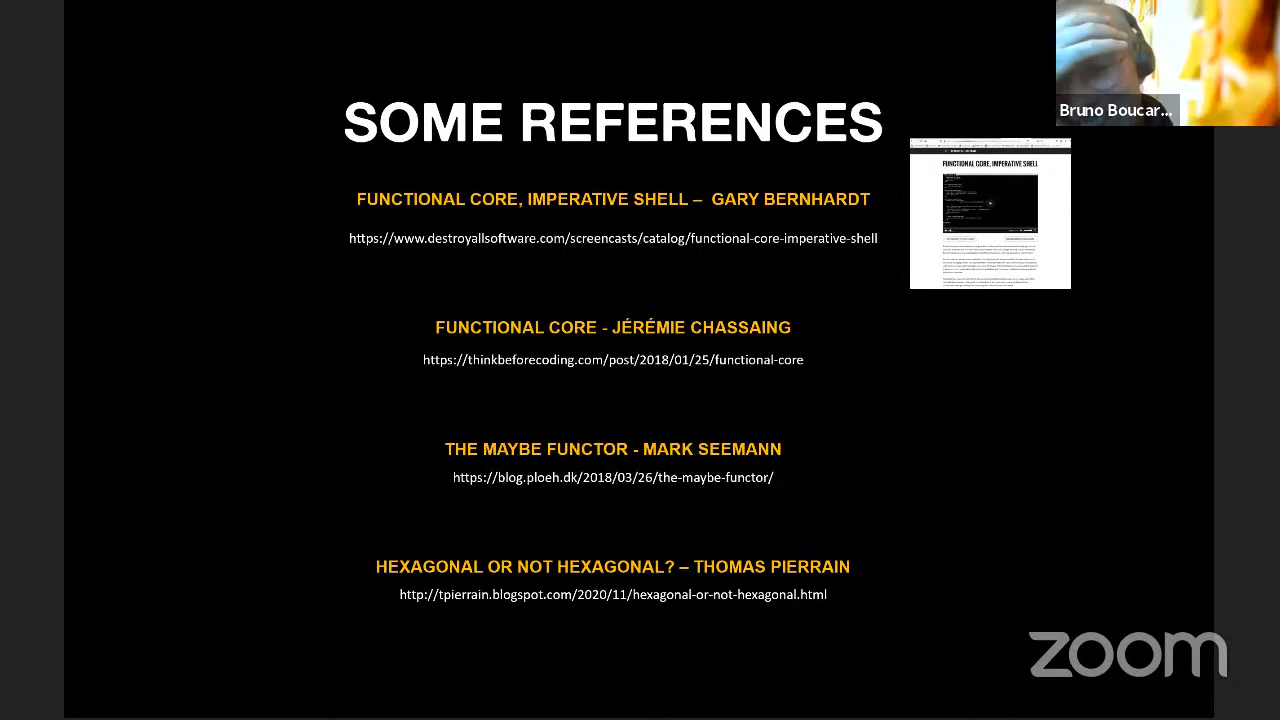 SOME REFERENCES
Bruno Boucar...
FUNCTIONAL CORE, IMPERATIVE SHELL – GARY BERNHARDT
https://www.destroyallsoftware.com/screencasts/catalog/functional-core-imperative-shell
FUNCTIONAL CORE, IMPERATIVE SHELL
FUNCTIONAL CORE - JÉRÉMIE CHASSAING
https://thinkbeforecoding.com/post/2018/01/25/functional-core
THE MAYBE FUNCTOR - MARK SEEMANN
https://blog.ploeh.dk/2018/03/26/the-maybe-functor/
HEXAGONAL OR NOT HEXAGONAL? – THOMAS PIERRAIN
http://tpierrain.blogspot.com/2020/11/hexagonal-or-not-hexagonal.html
zoom